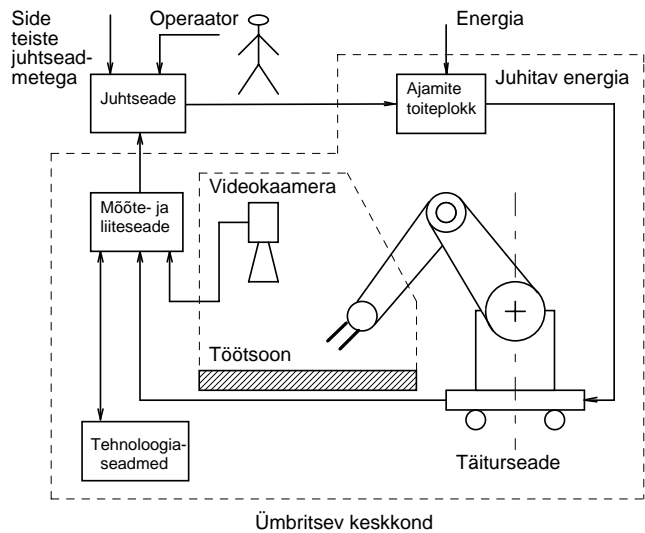 Side
teiste
juhtsead-
metega
Operaator
Energia
Juhtseade
Ajamite
toiteplokk
Juhitav energia
Mõõte- ja
liiteseade
Videokaamera
Töötsoon
Tehnoloogia-
seadmed
Täiturseade
Ümbritsev keskkond